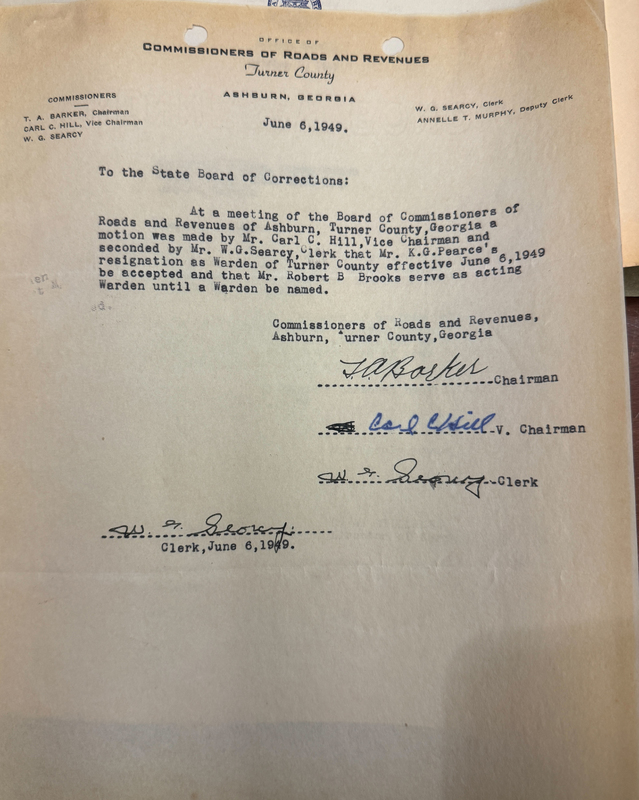 OFFICE OF
COMMISSIONERS OF ROADS AND REVENUES
Turner County
ASHBURN, GEORGIA
COMMISSIONERS
T. A. BARKER, Chairman
CARL C. HILL, Vice Chairman
W. G. SEARCY
W. G. SEARCY, Clerk
ANNELLE T. MURPHY, Deputy Clerk
June 6,1949.
To the State Board of Corrections:
At a meeting of the Board of Commissioners of
Roads and Revenues of Ashburn, Turner County,Georgia a
motion was made by Mr. Carl C. Hill,Vice Chairman and
seconded by Mr. W.G.Searcy,Clerk that Mr. K.G.Pearce's
resignation as Warden of Turner County effective June 6,1949
be accepted and that Mr. Robert B Brooks serve as acting
Warden until a Warden be named.
Commissioners of Roads and Revenues,
Ashburn, Turner County,Georgia
T.A.Barker Chairman
Carl C Hill V. Chairman
W. G. Searcy Clerk
W. G. Searcy
Clerk,June 6,1949.